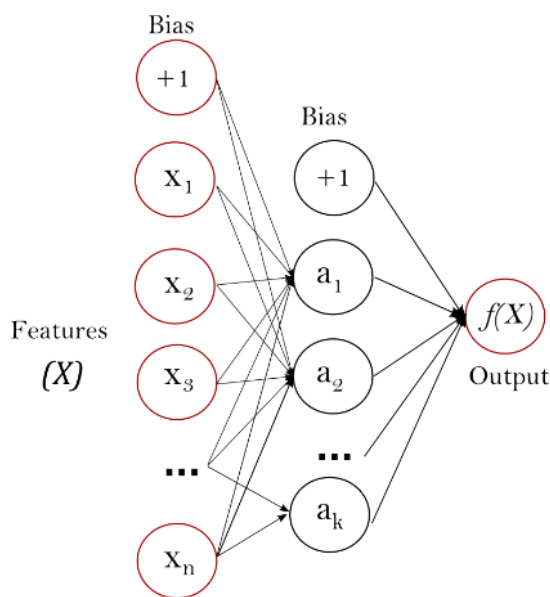 Bias
+1
x1
x2
x3
...
xn
Features
(X)
Bias
+1
a1
a2
...
ak
f(X)
Output